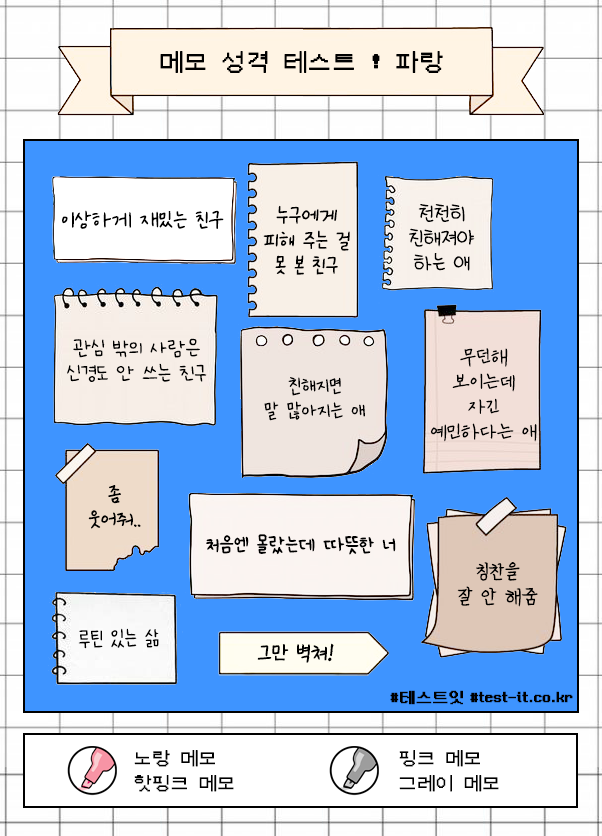 메모 성격 테스트 ! 파랑
이상하게 재밌는 친구
누구에게
피해 주는 걸
못 본 친구
천천히
친해져야
하는 애
관심 밖의 사람은
신경도 안 쓰는 친구
친해지면
말 많아지는 애
무던해
보이는데
자긴
예민하다는 애
좀
웃어줘..
처음엔 몰랐는데 따뜻한 너
칭찬을
잘 안 해줌
루틴 있는 삶
그만 벅쳐!
#테스트잇 #test-it.co.kr
노랑 메모
핫핑크 메모
핑크 메모
그레이 메모